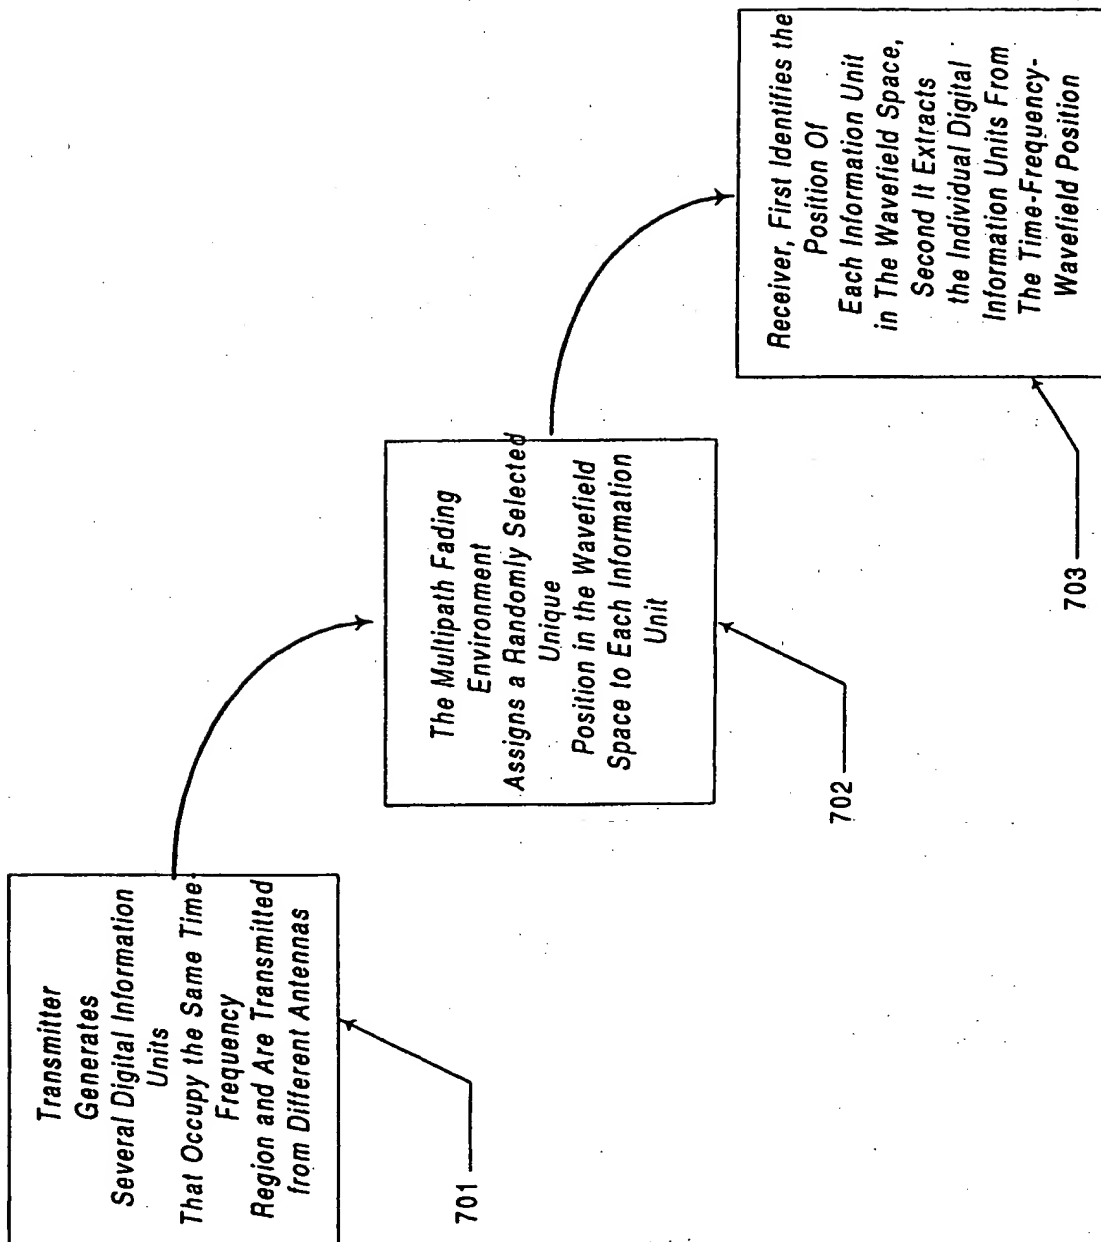 Transmitter
Generates
Several Digital Information
Units
That Occupy the Same Time-
Frequency
Region and Are Transmitted
from Different Antennas
701
The Multipath Fading
Environment
Assigns a Randomly Selected
Unique
Position in the Wavefield
Space to Each Information
Unit
702
Receiver, First Identifies the
Position Of
Each Information Unit
in The Wavefield Space,
Second It Extracts
the Individual Digital
Information Units From
The Time-Frequency-
Wavefield Position
703